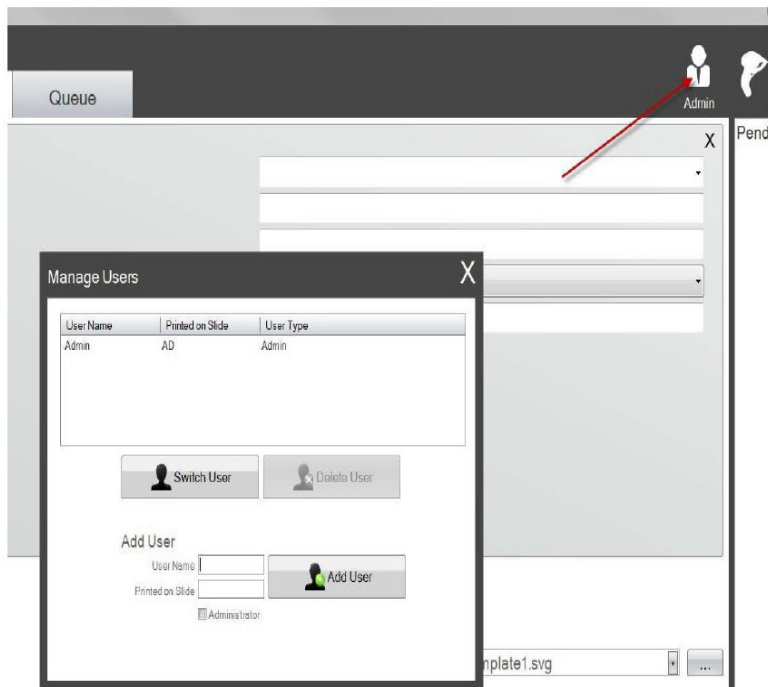 Queue
Admin
X
Pend
Manage Users
X
User Name Printed on Slide User Type
Admin AD Admin
Switch User Delete User
Add User
User Name
Add User
Printed on Slide
Administrator
mplate1.svg ...